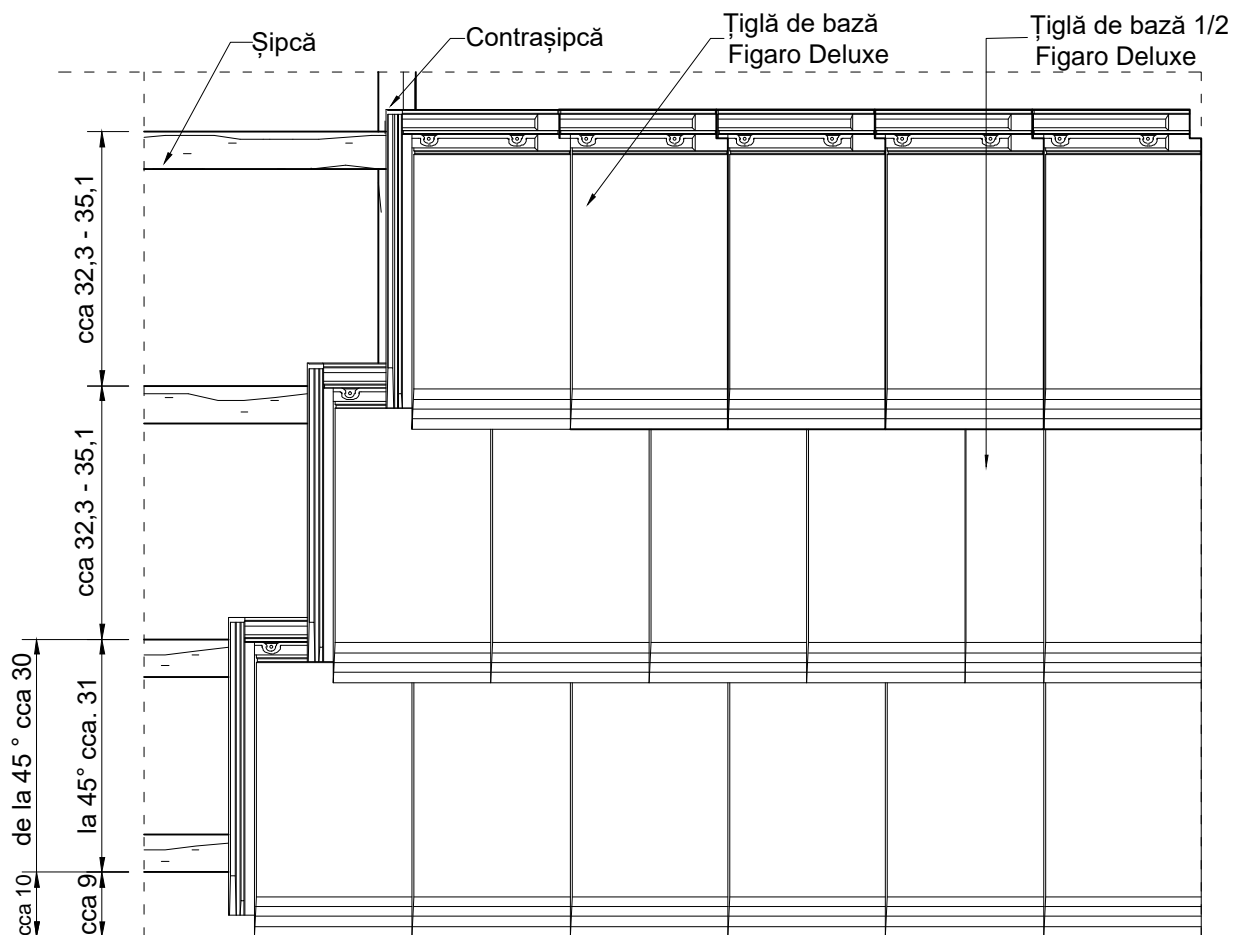 Șipcă
Contrașipcă
Țiglă de bază
Figaro Deluxe
Țiglă de bază 1/2
Figaro Deluxe
cca 32,3 - 35,1
cca 32,3 - 35,1
de la 45 ° cca 30
la 45° cca. 31
cca 10
cca 9